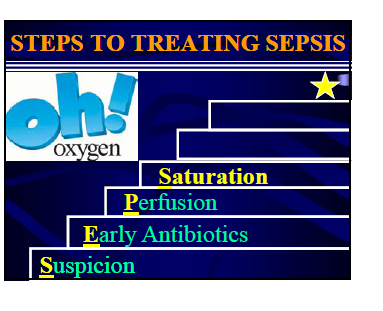 STEPS TO TREATING SEPSIS
oh!
oxygen
Saturation
Perfusion
Early Antibiotics
Suspicion